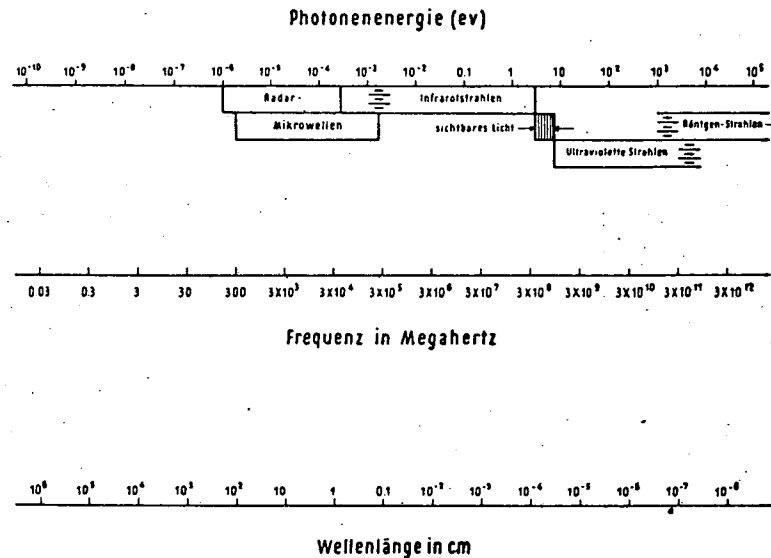 Photonenenergie (ev)
10⁻¹⁰ 10⁻⁹ 10⁻⁸ 10⁻⁷ 10⁻⁶ 10⁻⁵ 10⁻⁴ 10⁻³ 10⁻² 0.1 1 10 10² 10³ 10⁴ 10⁵
Radar- Infrarotstrahlen
Mikrowellen sichtbares Licht Röntgen-Strahlen
Ultraviolette Strahlen
0.03 0.3 3 30 300 3X10³ 3X10⁴ 3X10⁵ 3X10⁶ 3X10⁷ 3X10⁸ 3X10⁹ 3X10¹⁰ 3X10¹¹ 3X10¹²
Frequenz in Megahertz
10⁶ 10⁵ 10⁴ 10³ 10² 10 1 0.1 10⁻² 10⁻³ 10⁻⁴ 10⁻⁵ 10⁻⁶ 10⁻⁷ 10⁻⁸
Wellenlänge in cm